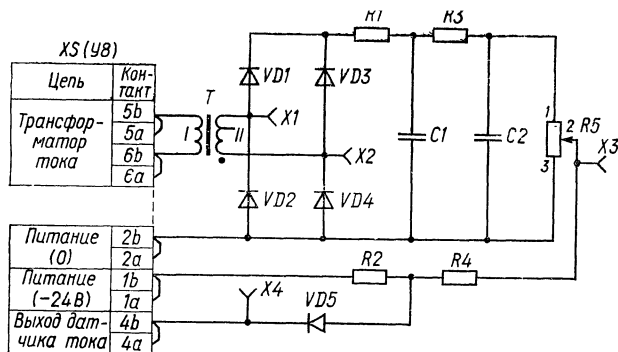 R1 R3
XS (У8)
Цепь Кон-
такт
VD1 VD3
5b
Трансфор- 5a
матор 6b
тока 6a
T
I II
X1
X2
C1 C2
1
2 R5
3
X3
VD2 VD4
Питание 2b
(0) 2a
Питание 1b
(-24В) 1a
Выход дат- 4b
чика тока 4a
R2 R4
X4
VD5